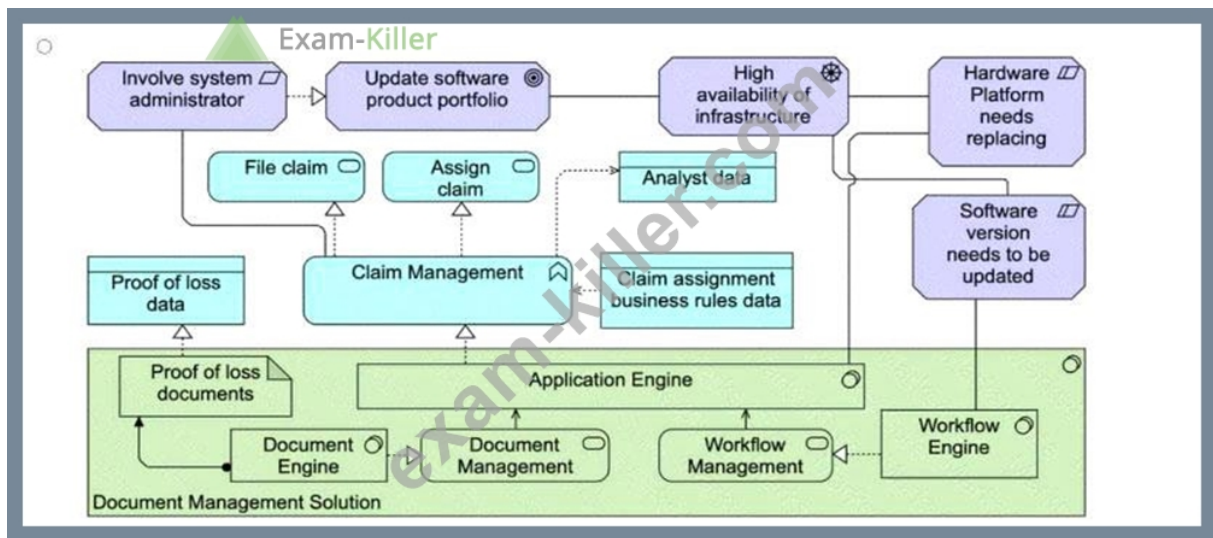 Exam-Killer
Involve system
administrator
Update software
product portfolio
High
availability of
infrastructure
Hardware
Platform
needs
replacing
File claim
Assign
claim
Analyst data
Software
version
needs to be
updated
Proof of loss
data
Claim Management
Claim assignment
business rules data
Proof of loss
documents
Application Engine
Document
Engine
Document
Management
Workflow
Management
Workflow
Engine
Document Management Solution
exam-killer.com